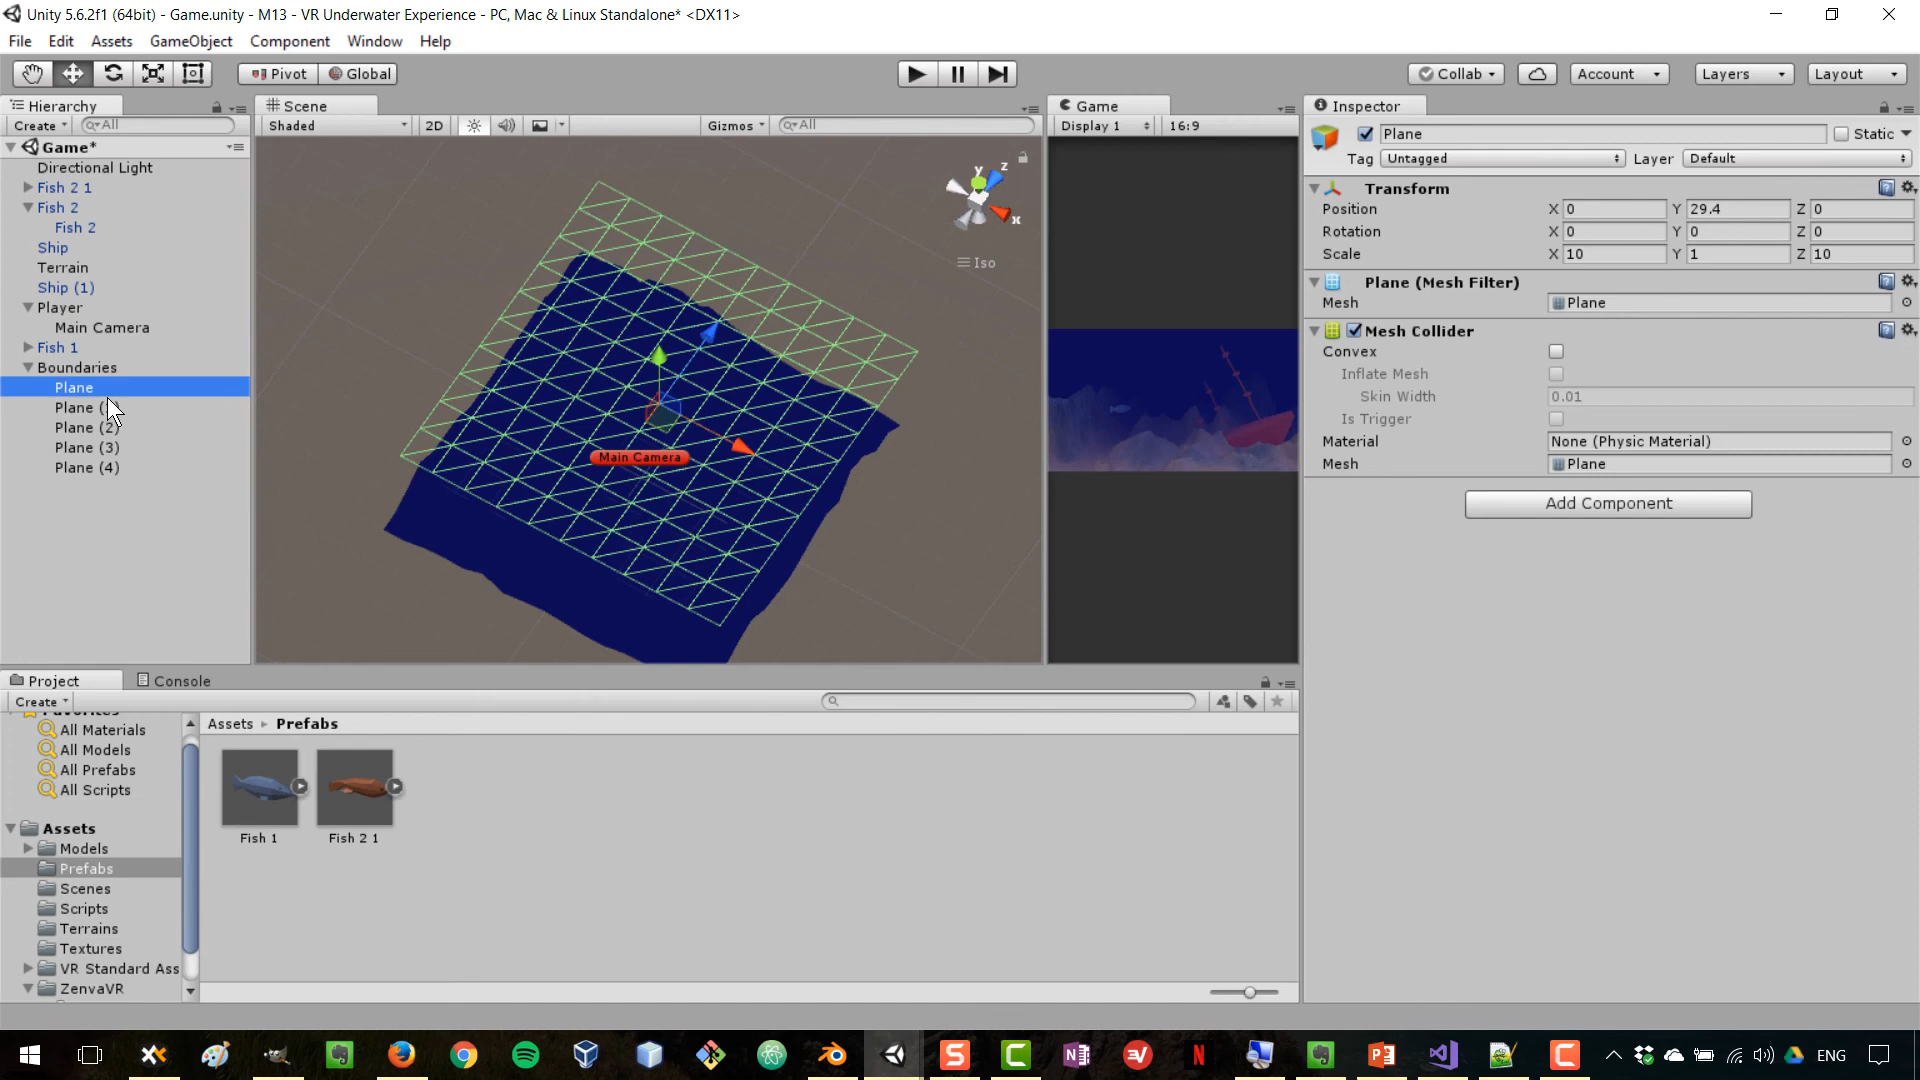 Unity 5.6.2f1 (64bit) - Game.unity - M13 - VR Underwater Experience - PC, Mac & Linux Standalone* <DX11>
File Edit Assets GameObject Component Window Help
Pivot Global Collab Account Layers Layout
Hierarchy
Create All
Game*
Directional Light
Fish 2 1
Fish 2
Fish 2
Ship
Terrain
Ship (1)
Player
Main Camera
Fish 1
Boundaries
Plane
Plane
Plane (2)
Plane (3)
Plane (4)
Scene
Shaded 2D Gizmos All
y z
x
Iso
Main Camera
Game
Display 1 16:9
Inspector
Plane Static
Tag Untagged Layer Default
Transform
Position X 0 Y 29.4 Z 0
Rotation X 0 Y 0 Z 0
Scale X 10 Y 1 Z 10
Plane (Mesh Filter)
Mesh Plane
Mesh Collider
Convex
Inflate Mesh
Skin Width 0.01
Is Trigger
Material None (Physic Material)
Mesh Plane
Add Component
Project Console
Create
Favorites
All Materials
All Models
All Prefabs
All Scripts
Assets
Models
Prefabs
Scenes
Scripts
Terrains
Textures
VR Standard Ass
ZenvaVR
Assets Prefabs
Fish 1 Fish 2 1
ENG